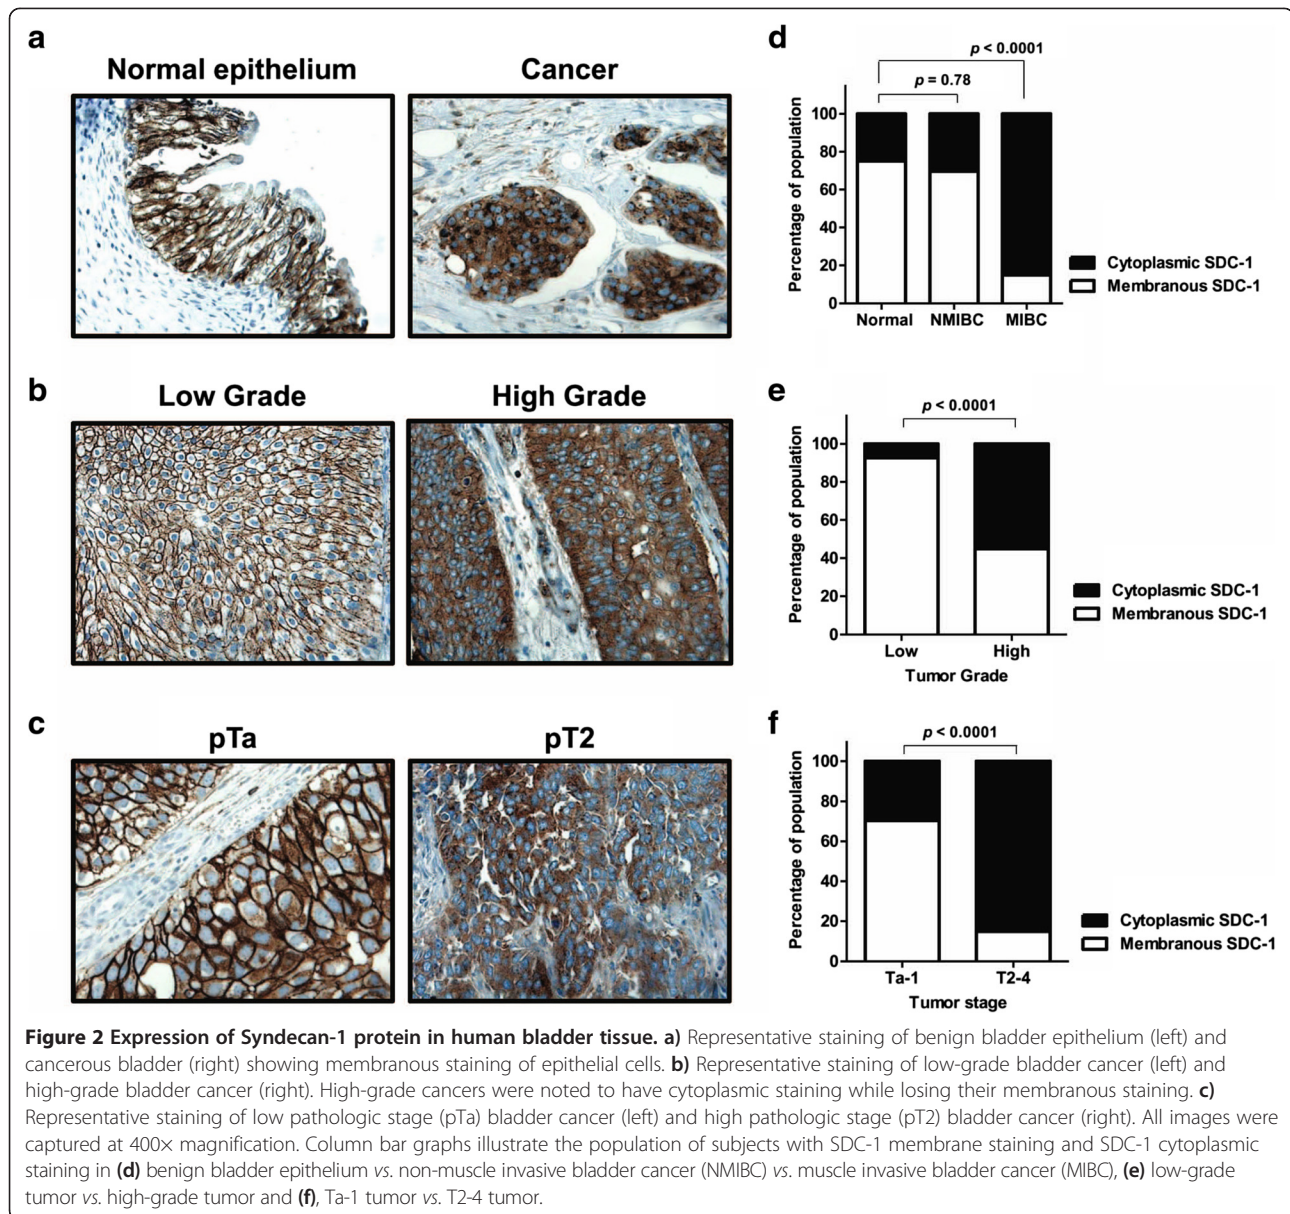 a
Normal epithelium
Cancer
d
p < 0.0001
p = 0.78
Percentage of population
100
80
60
40
20
0
Normal
NMIBC
MIBC
Cytoplasmic SDC-1
Membranous SDC-1
b
Low Grade
High Grade
e
p < 0.0001
Percentage of population
100
80
60
40
20
0
Low
High
Tumor Grade
Cytoplasmic SDC-1
Membranous SDC-1
c
pTa
pT2
f
p < 0.0001
Percentage of population
100
80
60
40
20
0
Ta-1
T2-4
Tumor stage
Cytoplasmic SDC-1
Membranous SDC-1
Figure 2 Expression of Syndecan-1 protein in human bladder tissue. a) Representative staining of benign bladder epithelium (left) and
cancerous bladder (right) showing membranous staining of epithelial cells. b) Representative staining of low-grade bladder cancer (left) and
high-grade bladder cancer (right). High-grade cancers were noted to have cytoplasmic staining while losing their membranous staining. c)
Representative staining of low pathologic stage (pTa) bladder cancer (left) and high pathologic stage (pT2) bladder cancer (right). All images were
captured at 400× magnification. Column bar graphs illustrate the population of subjects with SDC-1 membrane staining and SDC-1 cytoplasmic
staining in (d) benign bladder epithelium vs. non-muscle invasive bladder cancer (NMIBC) vs. muscle invasive bladder cancer (MIBC), (e) low-grade
tumor vs. high-grade tumor and (f), Ta-1 tumor vs. T2-4 tumor.